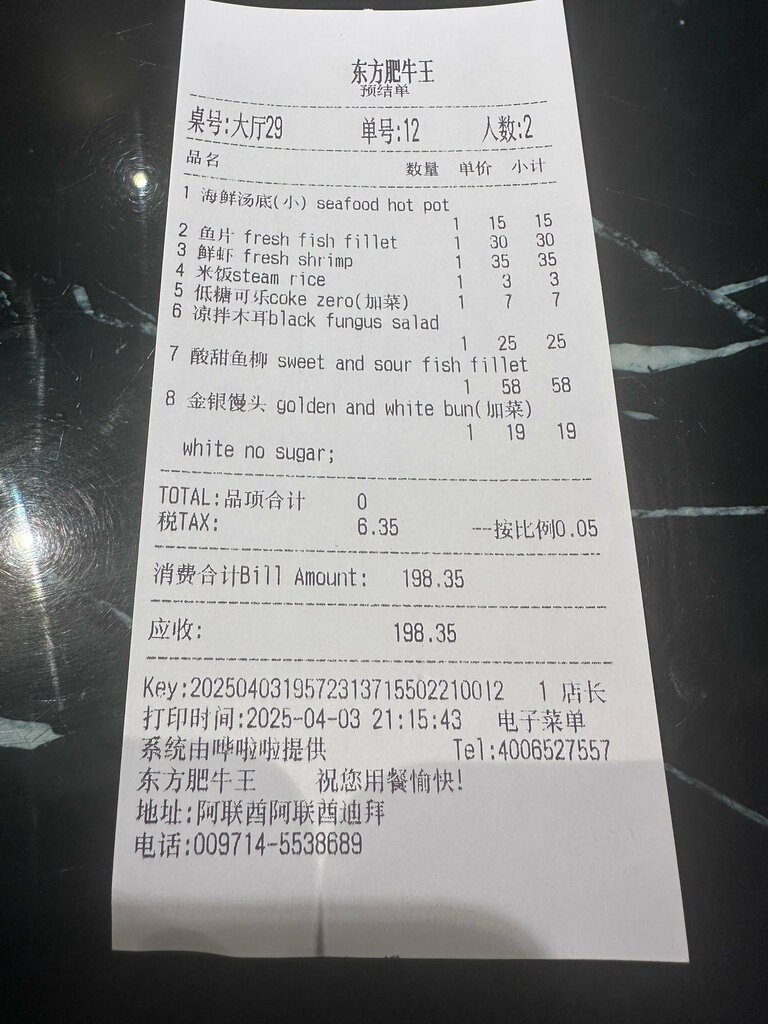 东方肥牛王
预结单
桌号:大厅29 单号:12 人数:2
品名 数量 单价 小计
1 海鲜汤底(小) seafood hot pot
1 15 15
2 鱼片 fresh fish fillet 1 30 30
3 鲜虾 fresh shrimp 1 35 35
4 米饭steam rice 1 3 3
5 低糖可乐coke zero(加菜) 1 7 7
6 凉拌木耳black fungus salad
1 25 25
7 酸甜鱼柳 sweet and sour fish fillet
1 58 58
8 金银馒头 golden and white bun(加菜)
1 19 19
white no sugar;
TOTAL:品项合计 0
税TAX: 6.35 --按比例0.05
消费合计Bill Amount: 198.35
应收: 198.35
Key:2025040319572313715502210012 1 店长
打印时间:2025-04-03 21:15:43 电子菜单
系统由哗啦啦提供 Tel:4006527557
东方肥牛王 祝您用餐愉快!
地址:阿联酋阿联酋迪拜
电话:009714-5538689